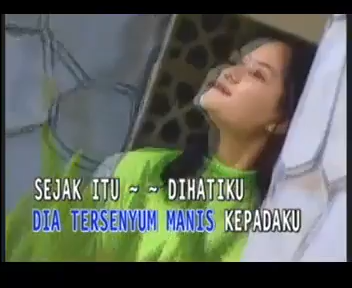 SEJAK ITU ~ ~ DIHATIKU
DIA TERSENYUM MANIS KEPADAKU